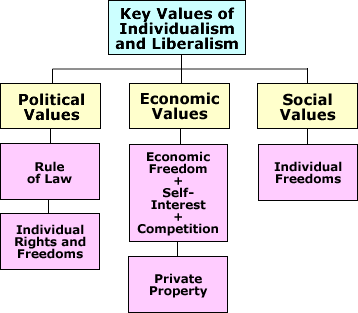 Key Values of
Individualism
and Liberalism
Political
Values
Economic
Values
Social
Values
Rule
of Law
Individual
Rights and
Freedoms
Economic
Freedom
+
Self-
Interest
+
Competition
Private
Property
Individual
Freedoms